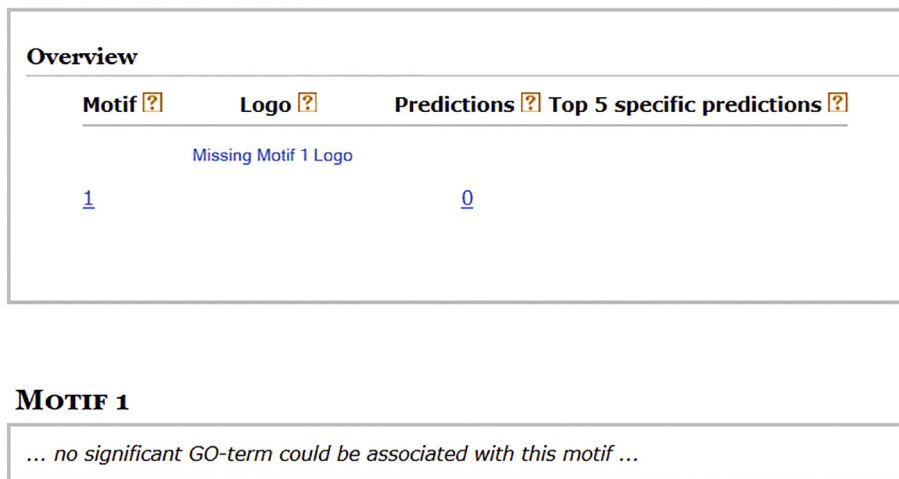 Overview
Motif ? Logo ? Predictions ? Top 5 specific predictions ?
Missing Motif 1 Logo
1 0
MOTIF 1
... no significant GO-term could be associated with this motif ...